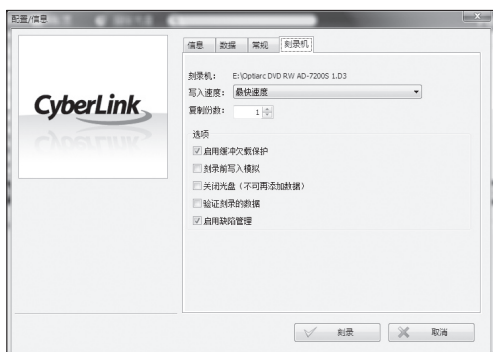 配置/信息
CyberLink
信息 数据 常规 刻录机
刻录机: E:\Optiarc DVD RW AD-7200S 1.D3
写入速度: 最快速度
复制份数: 1
选项
启用缓冲欠载保护
刻录前写入模拟
关闭光盘（不可再添加数据）
验证刻录的数据
启用缺陷管理
刻录 取消